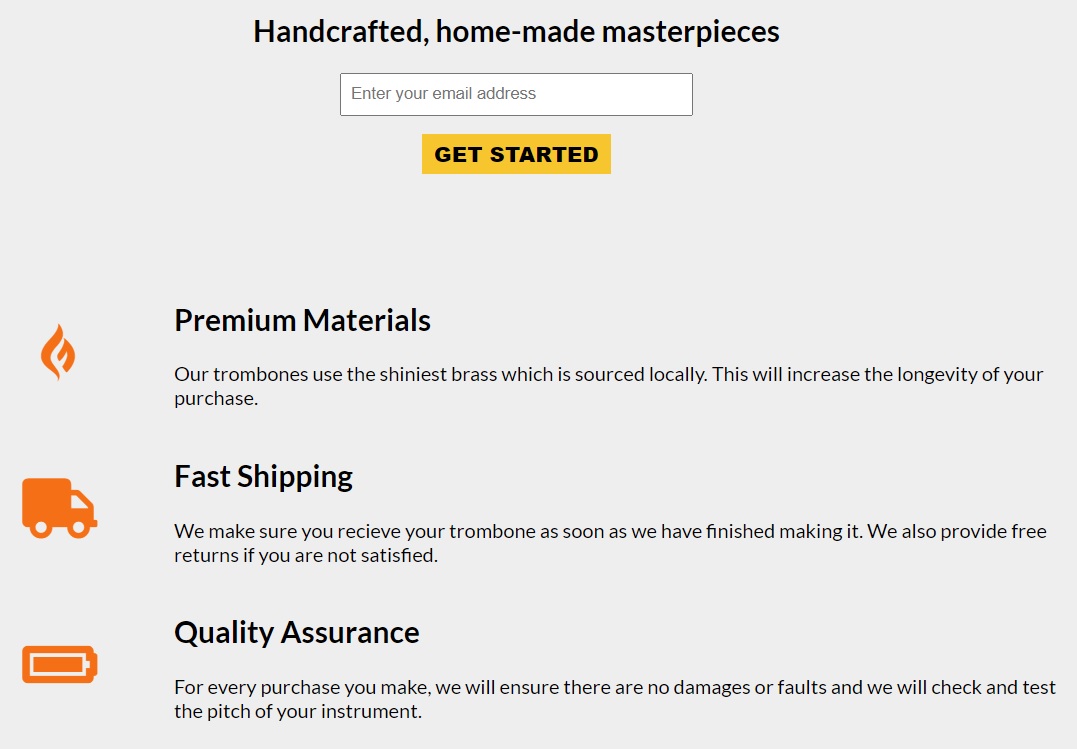 Handcrafted, home-made masterpieces
Enter your email address
GET STARTED
Premium Materials
Our trombones use the shiniest brass which is sourced locally. This will increase the longevity of your
purchase.
Fast Shipping
We make sure you recieve your trombone as soon as we have finished making it. We also provide free
returns if you are not satisfied.
Quality Assurance
For every purchase you make, we will ensure there are no damages or faults and we will check and test
the pitch of your instrument.